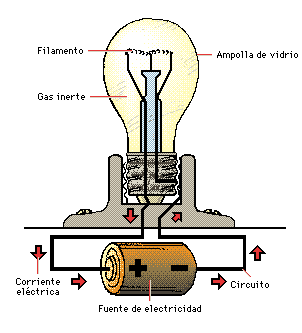 Filamento
Ampolla de vidrio
Gas inerte
+ -
Corriente
eléctrica
Circuito
Fuente de electricidad